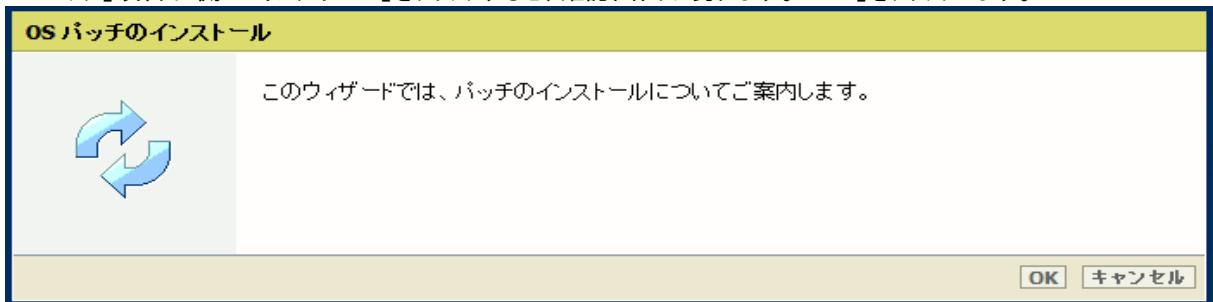 OS パッチのインストール
このウィザードでは、パッチのインストールについてご案内します。
OK キャンセル